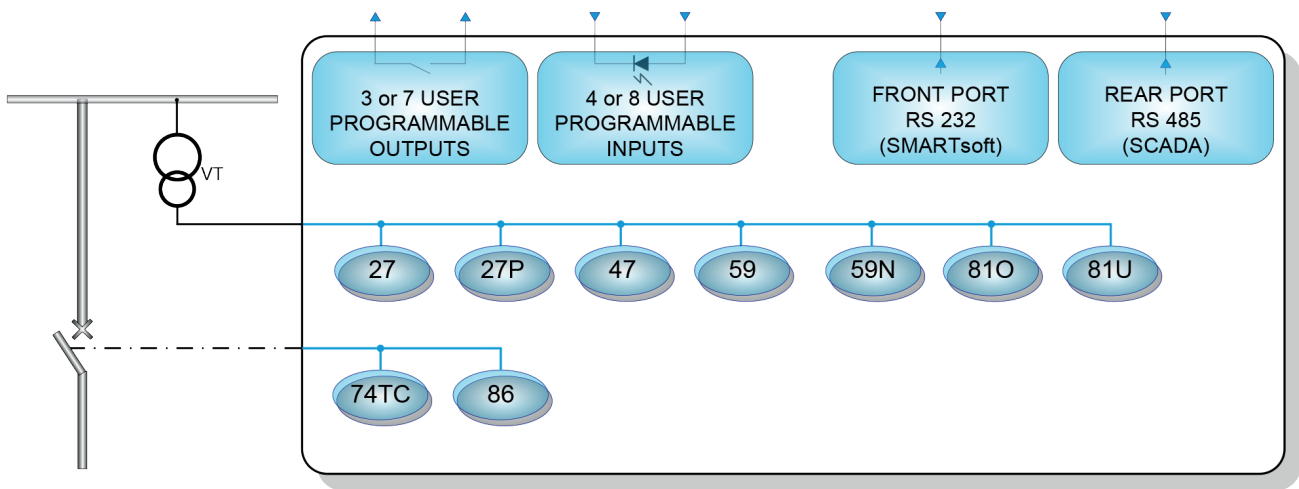 3 or 7 USER
PROGRAMMABLE
OUTPUTS
4 or 8 USER
PROGRAMMABLE
INPUTS
FRONT PORT
RS 232
(SMARTsoft)
REAR PORT
RS 485
(SCADA)
VT
27
27P
47
59
59N
81O
81U
74TC
86